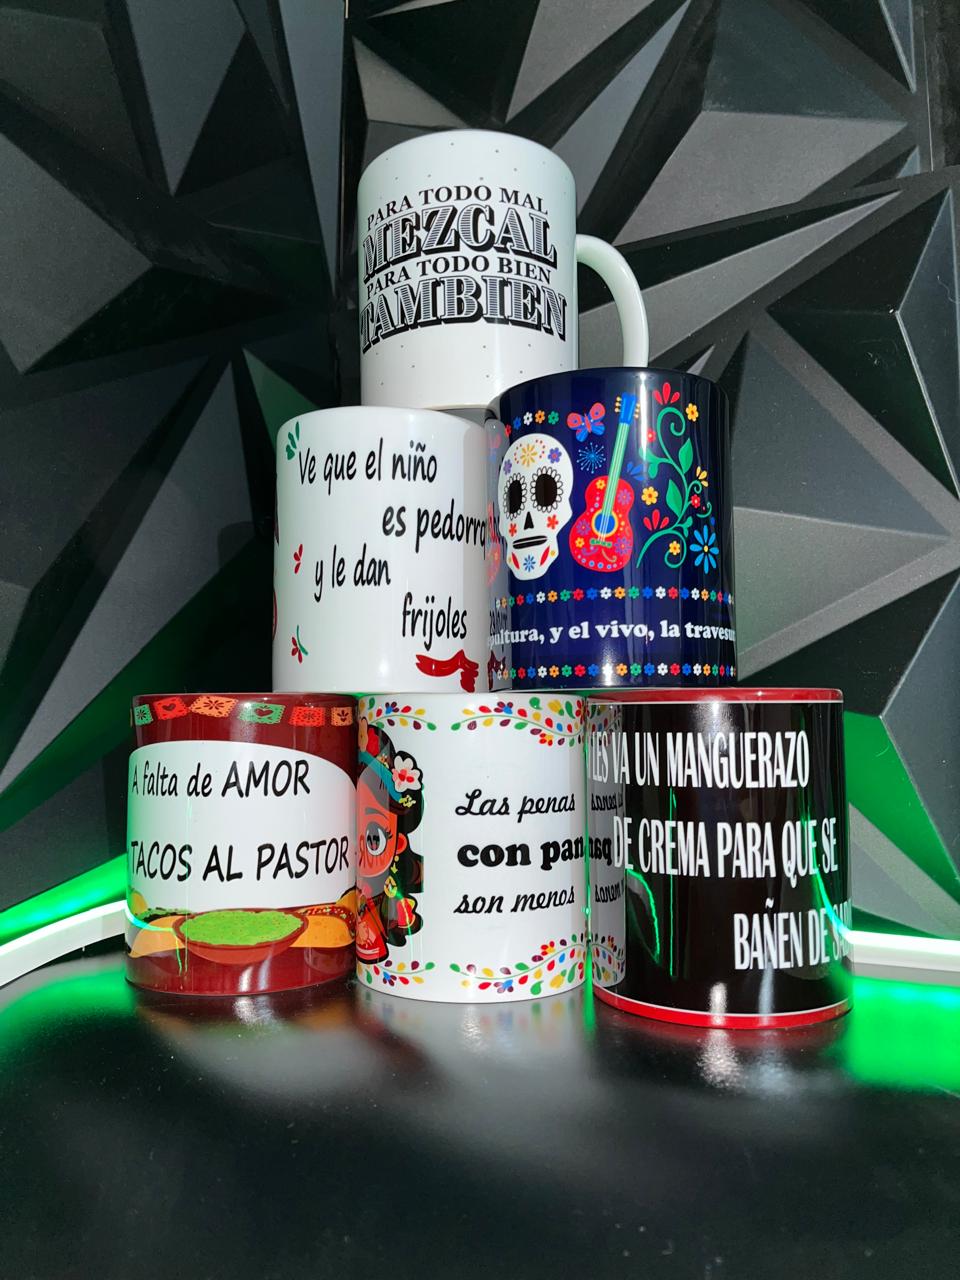 PARA TODO MAL
MEZCAL
PARA TODO BIEN
TAMBIEN
Ve que el niño
es pedorro
y le dan
frijoles
y el vivo, la
A falta de AMOR
TACOS AL PASTOR
Las penas
con pan
son menos
LES VA UN MANGUERAZO
DE CREMA PARA QUE SE
BAÑEN DE